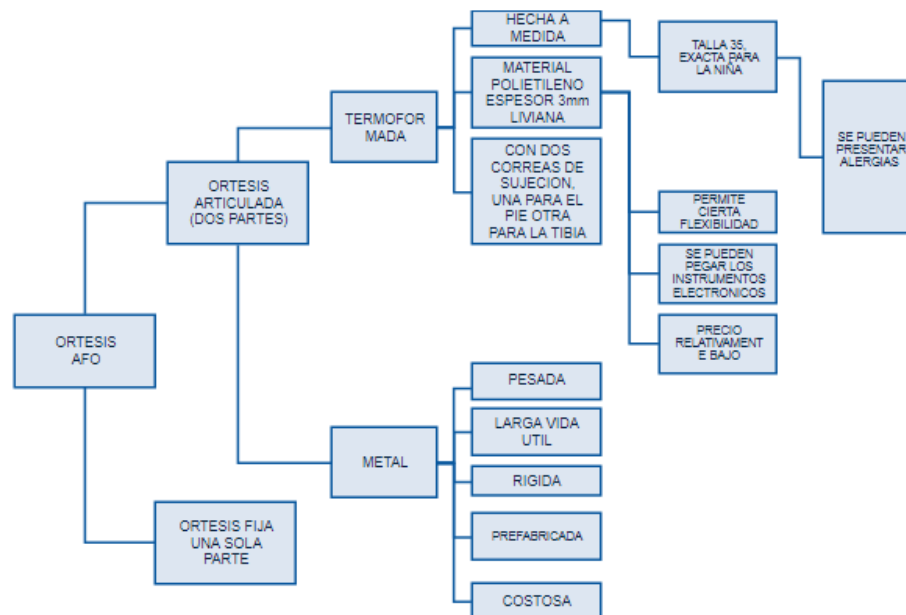 HECHA A
MEDIDA
TALLA 35,
EXACTA PARA
LA NIÑA
MATERIAL
POLIETILENO
ESPESOR 3mm
LIVIANA
TERMOFOR
MADA
SE PUEDEN
PRESENTAR
ALERGIAS
CON DOS
CORREAS DE
SUJECION,
UNA PARA EL
PIE OTRA
PARA LA TIBIA
ORTESIS
ARTICULADA
(DOS PARTES)
PERMITE
CIERTA
FLEXIBILIDAD
SE PUEDEN
PEGAR LOS
INSTRUMENTOS
ELECTRONICOS
ORTESIS
AFO
PRECIO
RELATIVAMENT
E BAJO
PESADA
LARGA VIDA
UTIL
METAL
RIGIDA
ORTESIS FIJA
UNA SOLA
PARTE
PREFABRICADA
COSTOSA